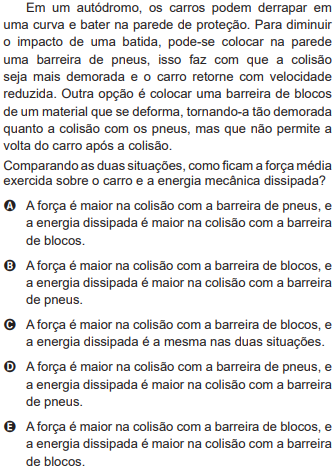 Em um autódromo, os carros podem derrapar em
uma curva e bater na parede de proteção. Para diminuir
o impacto de uma batida, pode-se colocar na parede
uma barreira de pneus, isso faz com que a colisão
seja mais demorada e o carro retorne com velocidade
reduzida. Outra opção é colocar uma barreira de blocos
de um material que se deforma, tornando-a tão demorada
quanto a colisão com os pneus, mas que não permite a
volta do carro após a colisão.
Comparando as duas situações, como ficam a força média
exercida sobre o carro e a energia mecânica dissipada?
A A força é maior na colisão com a barreira de pneus, e
a energia dissipada é maior na colisão com a barreira
de blocos.
B A força é maior na colisão com a barreira de blocos, e
a energia dissipada é maior na colisão com a barreira
de pneus.
C A força é maior na colisão com a barreira de blocos, e
a energia dissipada é a mesma nas duas situações.
D A força é maior na colisão com a barreira de pneus, e
a energia dissipada é maior na colisão com a barreira
de pneus.
E A força é maior na colisão com a barreira de blocos, e
a energia dissipada é maior na colisão com a barreira
de blocos.